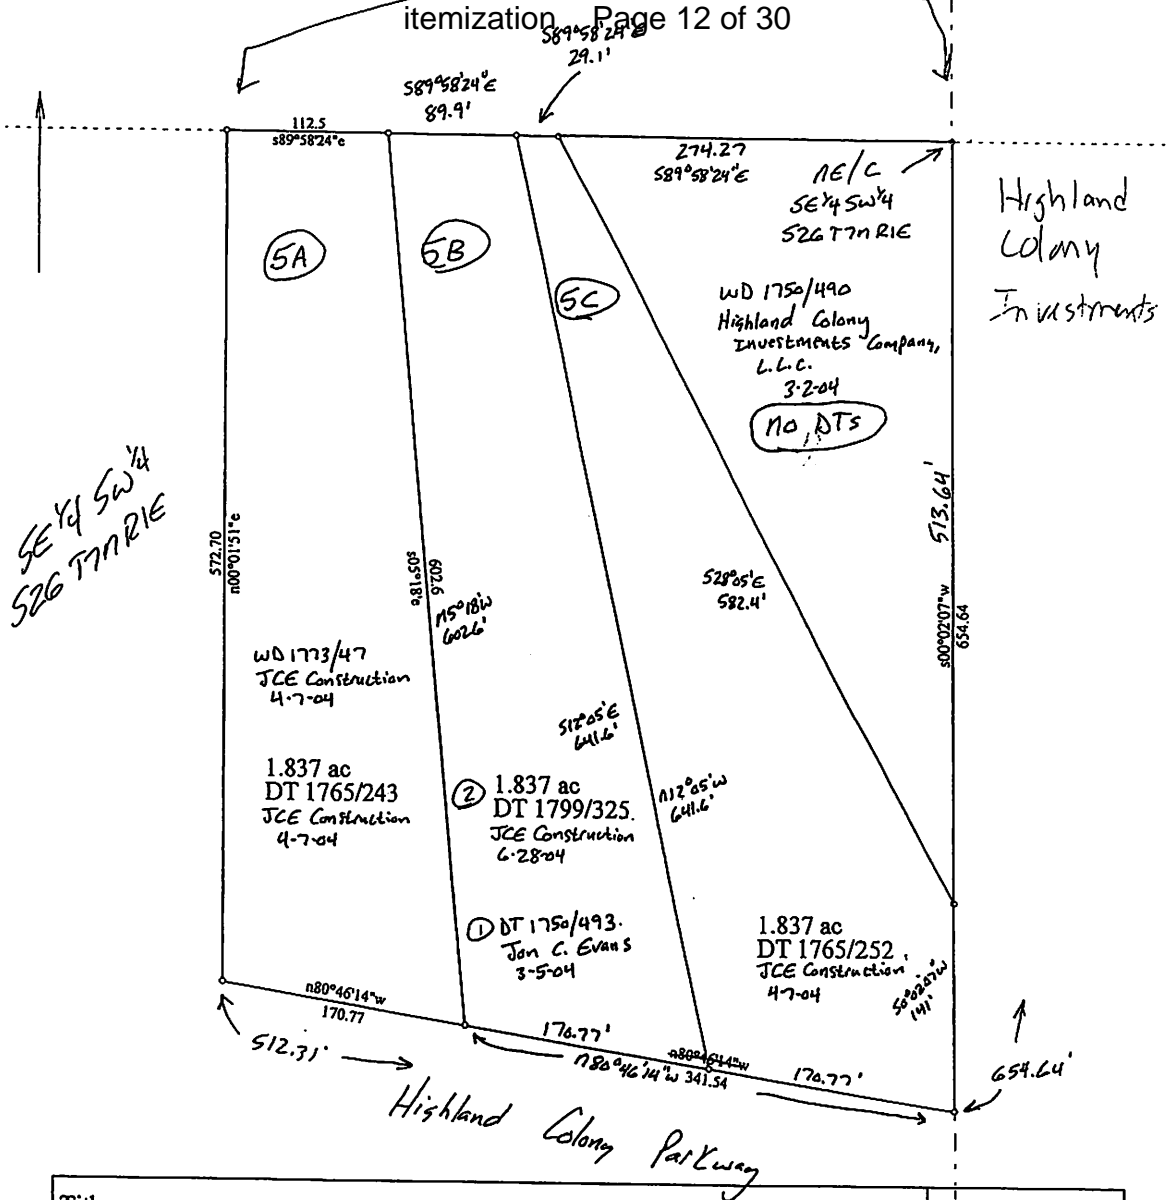 itemization Page 12 of 30
S89°58'24"E
29.1'
S89°58'24"E
89.9'
112.5
s89°58'24"e
274.27
S89°58'24"E
NE/C
SE¼ SW¼
S26 T7N R1E
Highland
Colony
Investments
5A
5B
5C
WD 1750/490
Highland Colony
Investments Company,
L.L.C.
3-2-04
NO DTs
SE¼ SW¼
S26 T7N R1E
572.70
n00°01'51"e
s05°18'e
602.6
N5°18'W
602.6'
S28°05'E
582.4'
513.64'
s00°02'07"w
654.64
WD 1773/47
JCE Construction
4-7-04
S12°05'E
641.6'
N12°05'W
641.6'
1.837 ac
DT 1765/243
JCE Construction
4-7-04
② 1.837 ac
DT 1799/325.
JCE Construction
6-28-04
① DT 1750/493.
Jon C. Evans
3-5-04
1.837 ac
DT 1765/252
JCE Construction
4-7-04
S0°02'07"W
141'
n80°46'14"w
170.77
512.31'
170.77'
n80°46'14"w
N80°46'14"W 341.54
170.77'
654.64'
Highland Colony Parkway